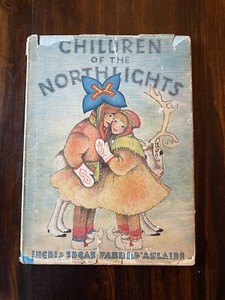 CHILDREN
OF THE
NORTHLIGHTS
INGRI & EDGAR PARIN D'AULAIRE